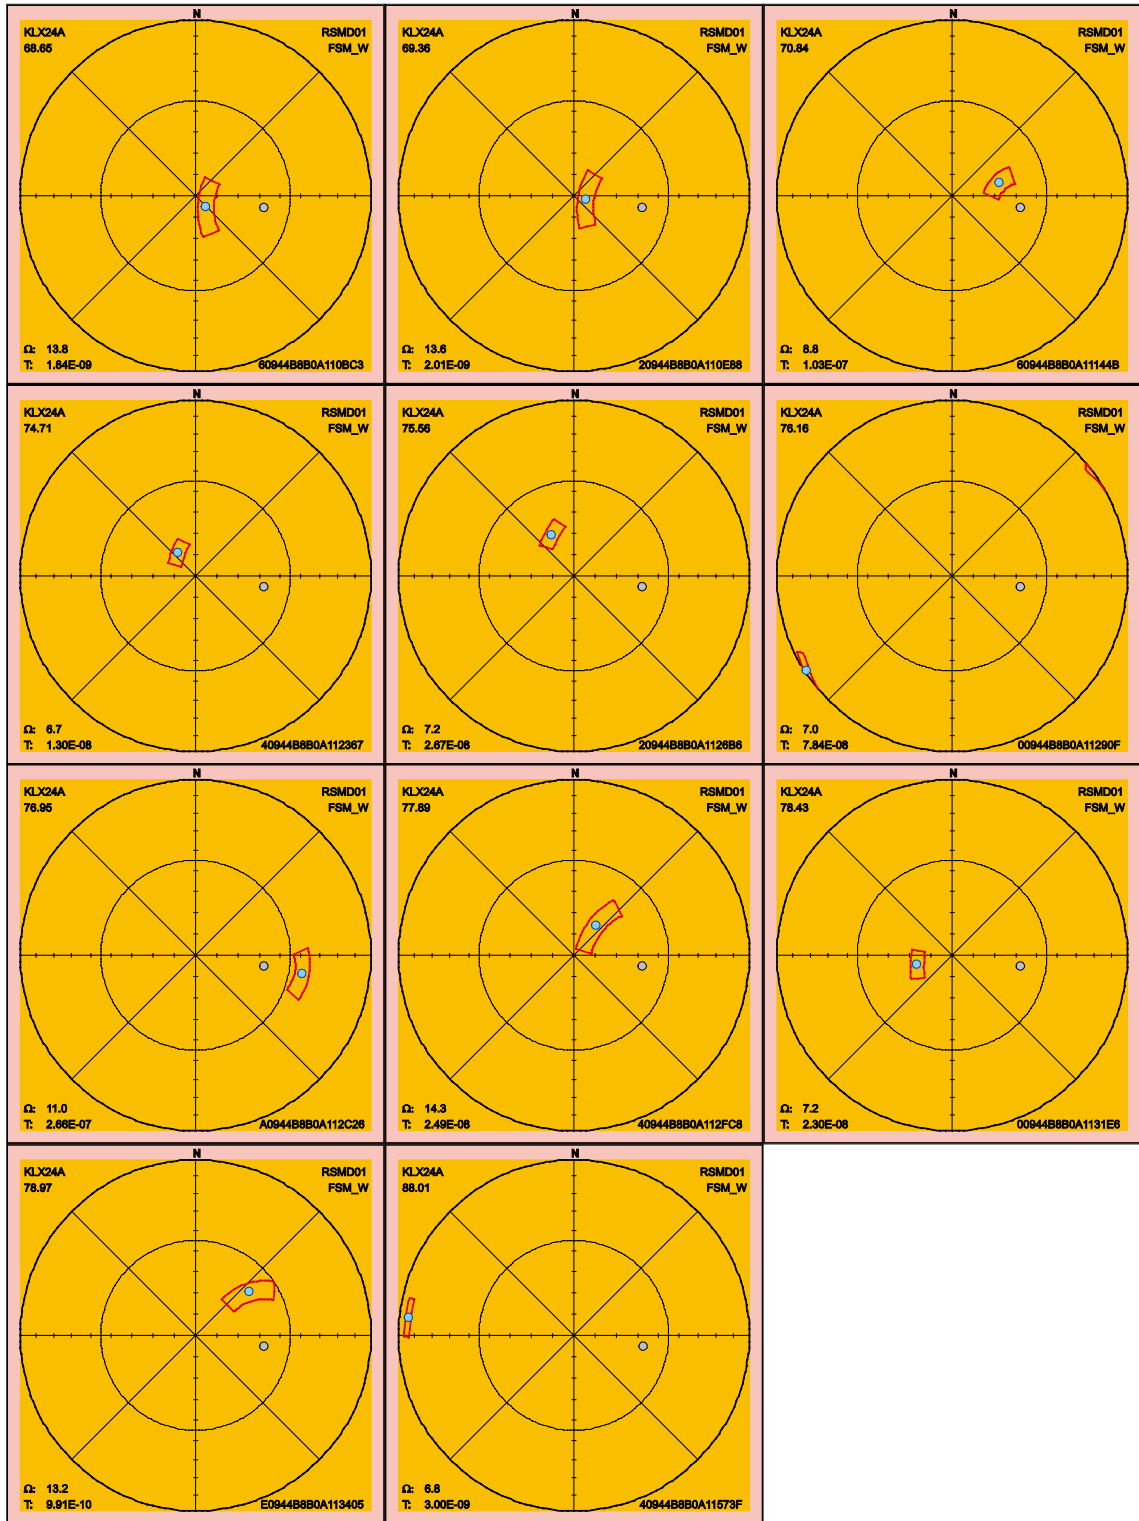 N
KLX24A RSMD01
68.65 FSM_W
Ω: 13.8
T: 1.84E-09 60944B8B0A110BC3
N
KLX24A RSMD01
69.36 FSM_W
Ω: 13.6
T: 2.01E-09 20944B8B0A110E88
N
KLX24A RSMD01
70.84 FSM_W
Ω: 8.8
T: 1.03E-07 60944B8B0A11144B
N
KLX24A RSMD01
74.71 FSM_W
Ω: 6.7
T: 1.30E-08 40944B8B0A112367
N
KLX24A RSMD01
75.56 FSM_W
Ω: 7.2
T: 2.67E-08 20944B8B0A1126B6
N
KLX24A RSMD01
76.16 FSM_W
Ω: 7.0
T: 7.84E-08 00944B8B0A11290F
N
KLX24A RSMD01
76.95 FSM_W
Ω: 11.0
T: 2.66E-07 A0944B8B0A112C26
N
KLX24A RSMD01
77.89 FSM_W
Ω: 14.3
T: 2.49E-08 40944B8B0A112FC8
N
KLX24A RSMD01
78.43 FSM_W
Ω: 7.2
T: 2.30E-08 00944B8B0A1131E6
N
KLX24A RSMD01
78.97 FSM_W
Ω: 13.2
T: 9.91E-10 E0944B8B0A113405
N
KLX24A RSMD01
88.01 FSM_W
Ω: 6.8
T: 3.00E-09 40944B8B0A11573F